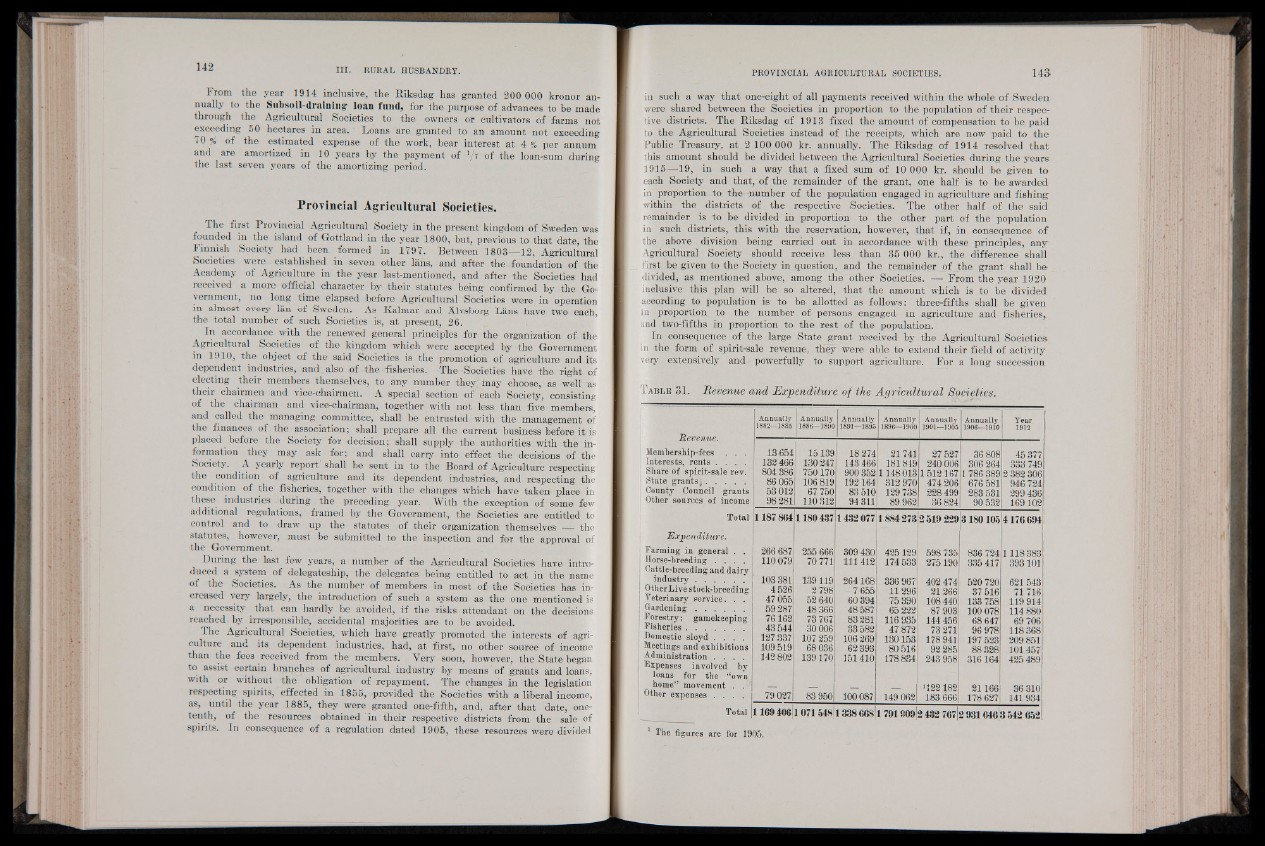 142
III. RURAL HUSBANDRY.
From the year 1914 inclusive, the Riksdag has granted 200 000 kronor an-
nually to the Subsoil-draining loan fund, for the purpose of advances to be made
through the Agricultural Societies to the owners or cultivators of farms not
exceeding 50 hectares in area. Loans are granted to an amount not exceeding
70 % of the estimated expense of the work, bear interest at 4 % per annum
and are amortized in 10 years by the payment of 1/7 of the loan-sum during
the last seven years of the amortizing period.
Provincial Agricultural Societies.
The first Provincial Agricultural Society in the present kingdom of Sweden was
founded in the island of Gottland in the year 1800, but, previous to that date, the
Finnish Society had been formed in 1797. Between 1803—12, Agricultural
Societies were established in seven other läns, and after the foundation of the
Academy of Agriculture in the year last-mentioned, and after the Societies had
received a more official character by their statutes being confirmed by the Go-
vernment, no long time elapsed before Agricultural Societies were in operation
in almost every län of Sweden. As Kalmar and Älvsborg Läns have two each,
the total number of such Societies is, at present, 26.
In accordance with the renewed general principles for the organization of the
Agricultural Societies of the kingdom which were accepted by the Government
in 1910, the object of the said Societies is the promotion of agriculture and its
dependent industries, and also of the fisheries. The Societies have the right of
electing their members themselves, to any number they may choose, as well as
their chairmen and vice-chairmen. A special section of each Society, consisting
of the chairman and vice-chairman, together with not less than five members,
and called the managing committee, shall be entrusted with the management of
the finances of the association; shall prepare all the current business before it is
placed before the Society for decision; shall supply the authorities with the in-
formation they may ask for; and shall carry into effect the decisions of the
Society. A yearly report shall be sent in to the Board of Agriculture respecting
the condition of agriculture and its dependent industries, and respecting the
condition of the fisheries, together with the changes which have taken place in
these industries during the preceding year. With the exception of some few
additional regulations, framed by the Government, the Societies are entitled to
control and to draw up the statutes of their organization themselves — the
statutes, however, must be submitted to the inspection and for the approval of
the Government.
During the last few years, a number of the Agricultural Societies have intro-
duced a system of delegateship, the delegates being entitled to act in the name
of the Societies. As the number of members in most of the Societies has in-
creased very largely, the introduction of such a system as the one mentioned is
a necessity that can hardly be avoided, if the risks attendant on the decisions
reached by irresponsible, accidental majorities are to be avoided.
The Agricultural Societies, which have greatly promoted the interests of agri-
culture and its dependent industries, had, at first, no other source of income
than the fees received from the members. Very soon, however, the State began
to assist certain branches of agricultural industry by means of grants and loans,
with or without the obligation of repayment. The changes in the legislation
respecting spirits, effected in 1855, provided the Societies with a liberal income,
as, until the year 1885, they were granted one-fifth, and, after that date, one-
tenth, of the resources obtained in their respective districts from the sale of
spirits. In consequence of a regulation dated 1905, these resources were divided
PROVINCIAL AGRICULTURAL SOCIETIES.
143
in such a way that one-eight of all payments received within the whole of Sweden
were shared between the Societies in proportion to the population of their respec-
tive districts. The Riksdag of 1913 fixed the amount of compensation to be paid
to the Agricultural Societies instead of the receipts, which are now paid to the
Public Treasury, at 2 100 000 kr. annually. The Riksdag of 1914 resolved that
this amount should be divided between the Agricultural Societies during the years
1915—19, in such a way that a fixed sum of 10 000 kr. should be given to
each Society and that, of the remainder of the grant, one half is to be awarded
in proportion to the number of the population engaged in agriculture and fishing
within the districts of the respective Societies. The other half of the said
remainder is to be divided in proportion to the other part of the population
in such districts, this with the reservation, however, that if, in consequence of
the above division being carried out in accordance with these principles, any
Agricultural Society should receive less than 35 000 kr., the difference shall
first be given to the Society in question, and the remainder of the grant shall be
divided, as mentioned above, among the other Societies. — From the year 1920
inclusive this plan will be so altered, that the amount which is to be divided
according to population is to be allotted as follows: three-fifths shall be given
in proportion to the number of persons engaged in agriculture and fisheries,
and two-fifths in proportion to the rest of the population.
In consequence of the large State grant received by the Agricultural Societies
in the form of spirit-sale revenue, they were able to extend their field of activity
very extensively and powerfully to support agriculture. For a long succession
TABLE 31. Revenue and Expenditure of the Agricultural Societies.
Annually 1882—1885 Annually 1886—1890 Annually 1891—1895 Annually 1896—1900 Annually 1901—1905 Annually 1906—1910 Year 1912
Revenue.
Membership-fees . . . 13 654 15 139 18 274 21 741 27 527 36 808 45 377
Interests, rents . . . . 132 466 130 247 143 466 181 849 240 006 306 264 333 749
Share of spirit-sale rev. 804 386 750 170 900 352 1 148 013 1 512 167 1 786 389 2 382 306
State grants . . . . . 86 065 106 819 192 164 312 970 474 206 676 581 946 724
County Council grants 53 012 67 750 83 510 129 738 228 499 283 531 299 436
Other sources of income 98 281 110 312 94 311 89 962 36 824 90 532 169 102
Total 1 187 864 1 180 437 1 432 077 1 884 273 2 519 229 3 180 105 4 176 694
Expenditure.
Farming in general . . 266 687 255 666 309 430 425 129 598 735 836 724 1 118 383
Horse-breeding . . . . 110 079 70 771 111 412 174 533 275 190 335 417 393 101
Cattle-breeding and dairy
industry . . . . . . 103 381 139 119 264 168 336 967 402 474 520 720 621 543
Other Live stock-breeding 4 526 2 798 7 655 11 296 21 266 37 516 71 716
Veterinary service. . . 47 055 52 640 60 394 75 390 108 440 133 758 119 914
Gardening . . . . . 59 287 48 366 48 587 65 222 87 903 100 078 114 880
Forestry: gamekeeping 76 162 73 767 83 281 116 935 144 456 68 647 69 706
Fisheries . . . . . . 43 544 30 006 33 582 47 872 73 271 96 978 118 368
Domestic sloyd . . . . 127 337 107 259 106 269 130 153 178 941 197 523 209 851
Meetings and exhibitions 109 519 68 036 62 393 80 516 92 285 88 328 101 457
Administration . . . . 142 802 139 170 151 410 178 834 243 958 316 164 425 489
Expenses involved by
loans for the "own
home" movement . . — — — — ¹122 182 21 166 36 310
Other expenses . . . . 79 027 83 950 100 087 149 062 183 666 178 627 141 934
Total 1 169 406 1 071 548 1 338 668 1 791 909 2 432 767 2 931 646 3 542 652
¹ The figures are for 1905.